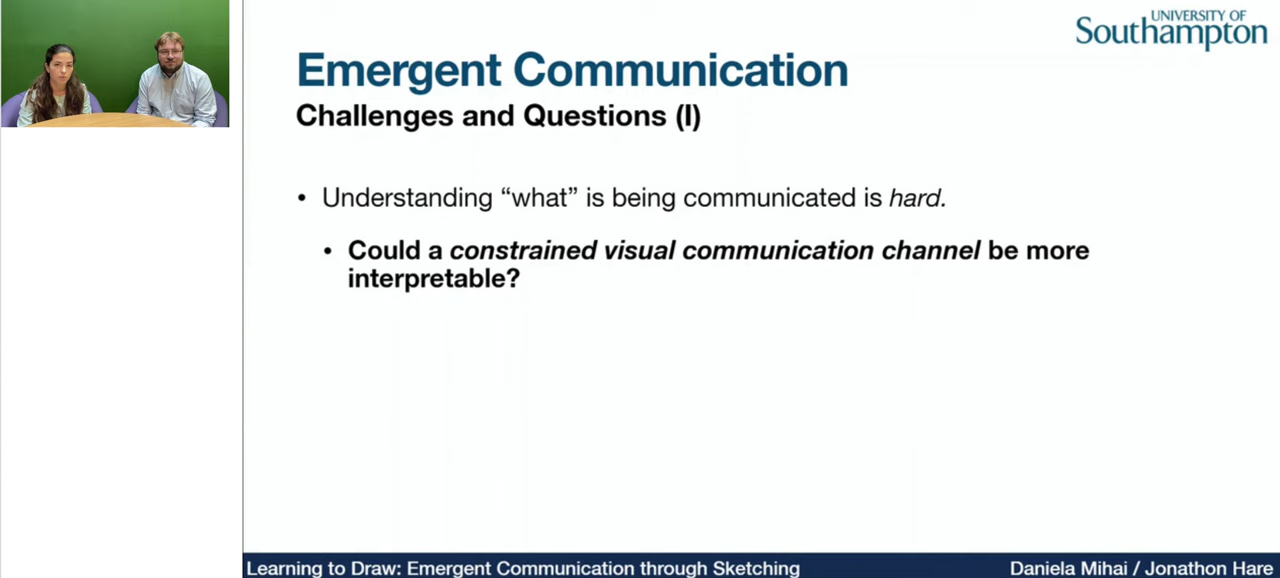 UNIVERSITY OF
Southampton
Emergent Communication
Challenges and Questions (I)
• Understanding “what” is being communicated is hard.
• Could a constrained visual communication channel be more
interpretable?
Learning to Draw: Emergent Communication through Sketching
Daniela Mihai / Jonathon Hare